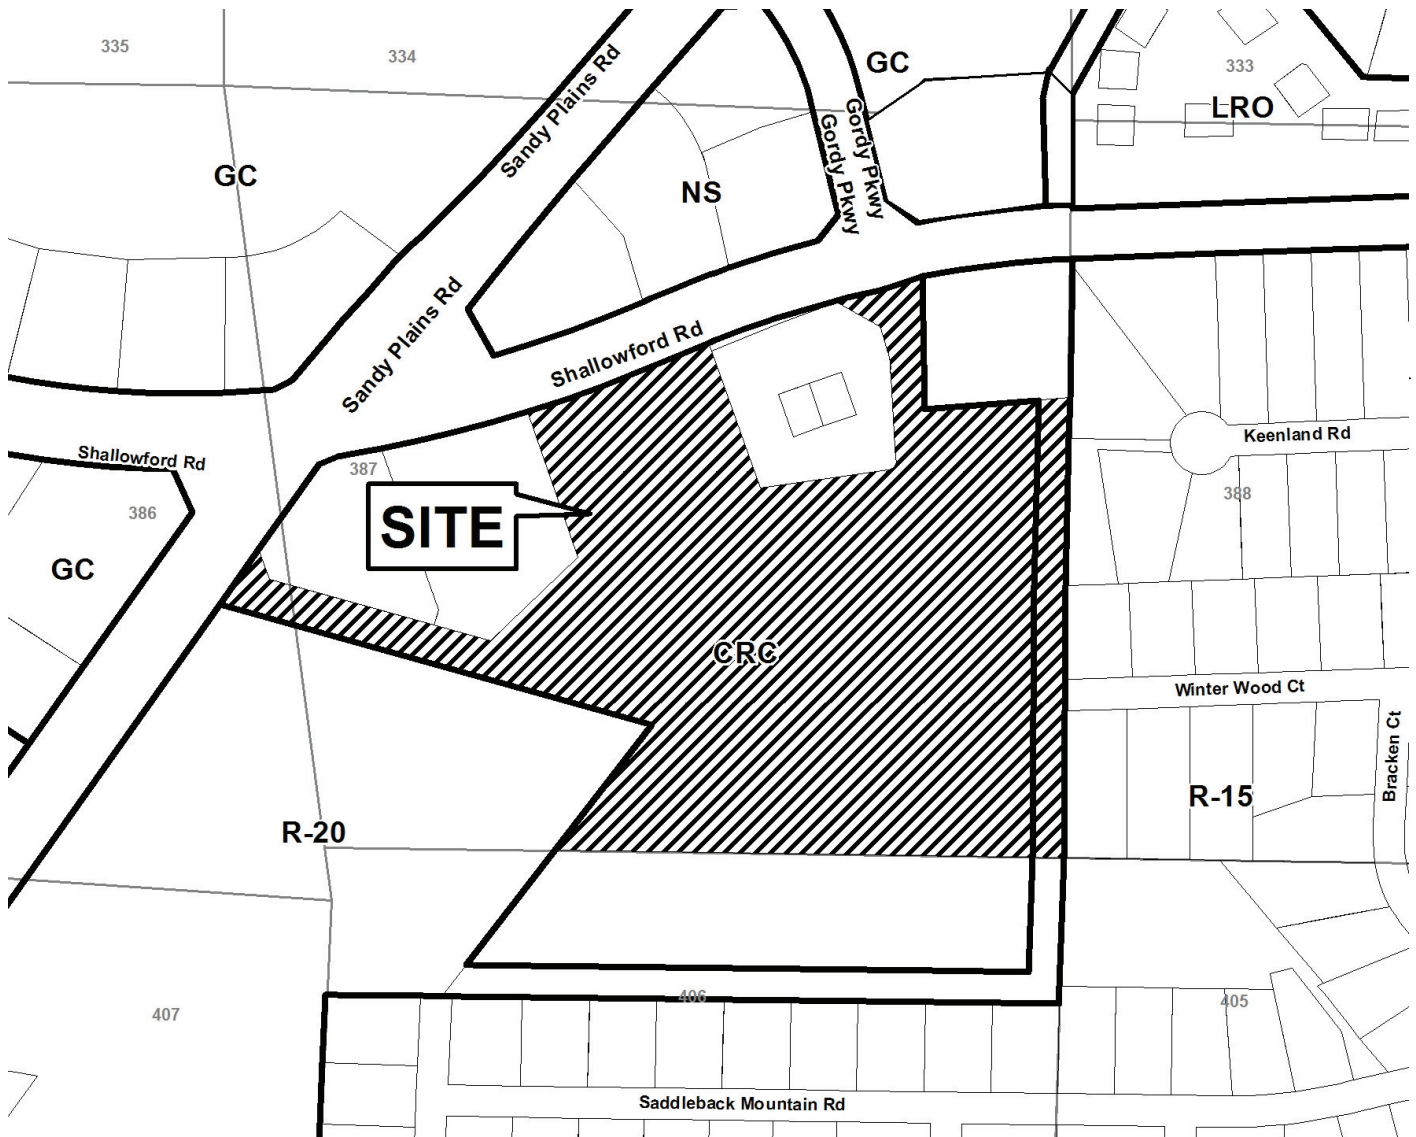 335
334
Sandy Plains Rd
GC
333
LRO
Gordy Pkwy
Gordy Pkwy
GC
NS
Sandy Plains Rd
Shallowford Rd
Keenland Rd
Shallowford Rd
387
388
386
SITE
GC
CRC
Winter Wood Ct
Bracken Ct
R-15
R-20
406
405
407
Saddleback Mountain Rd